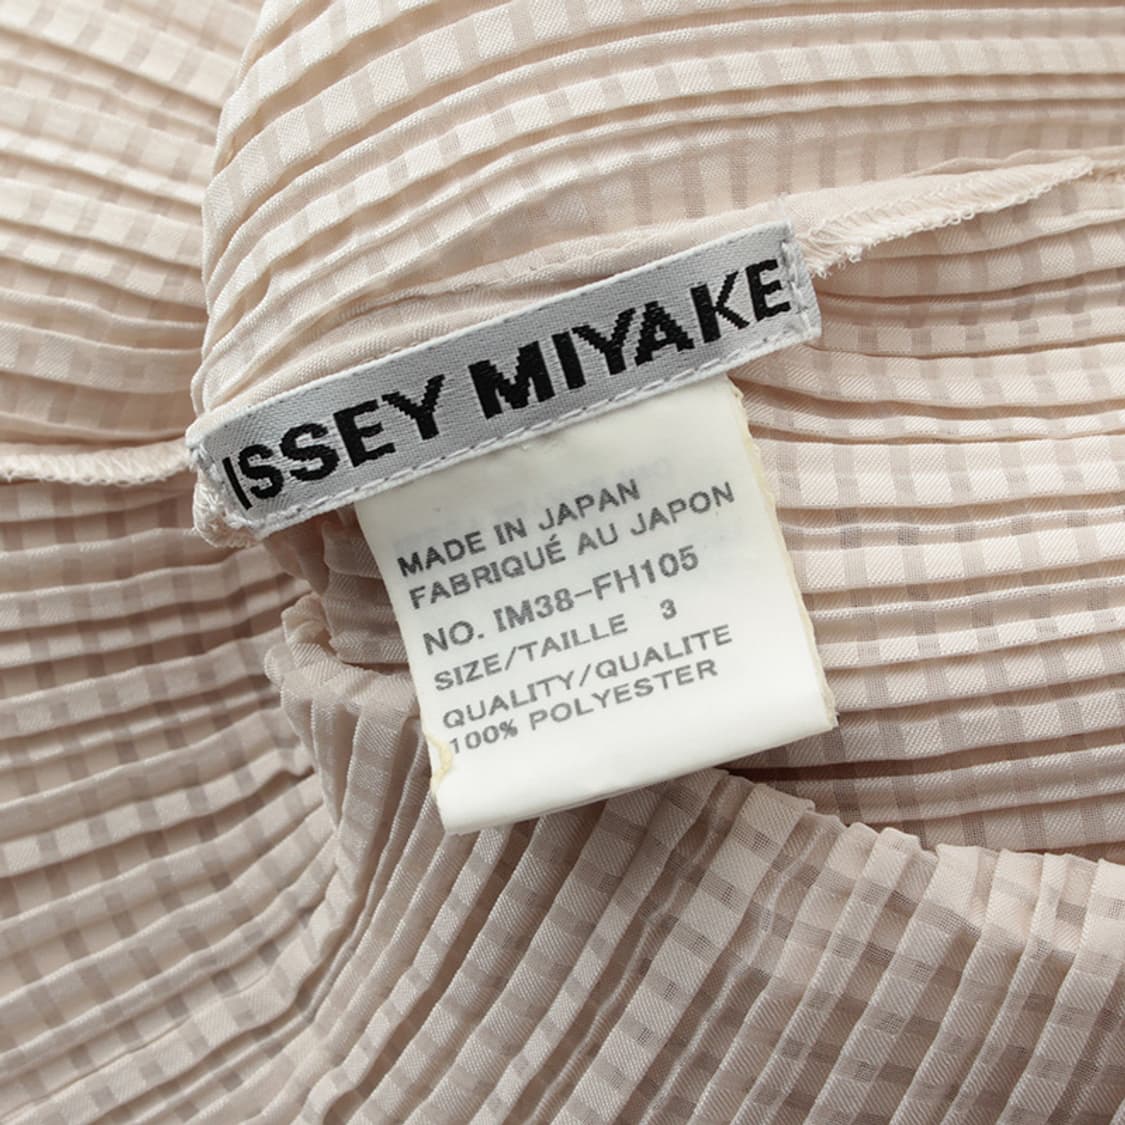 ISSEY MIYAKE
MADE IN JAPAN
FABRIQUÉ AU JAPON
NO. IM38-FH105
SIZE/TAILLE 3
QUALITY/QUALITE
100% POLYESTER